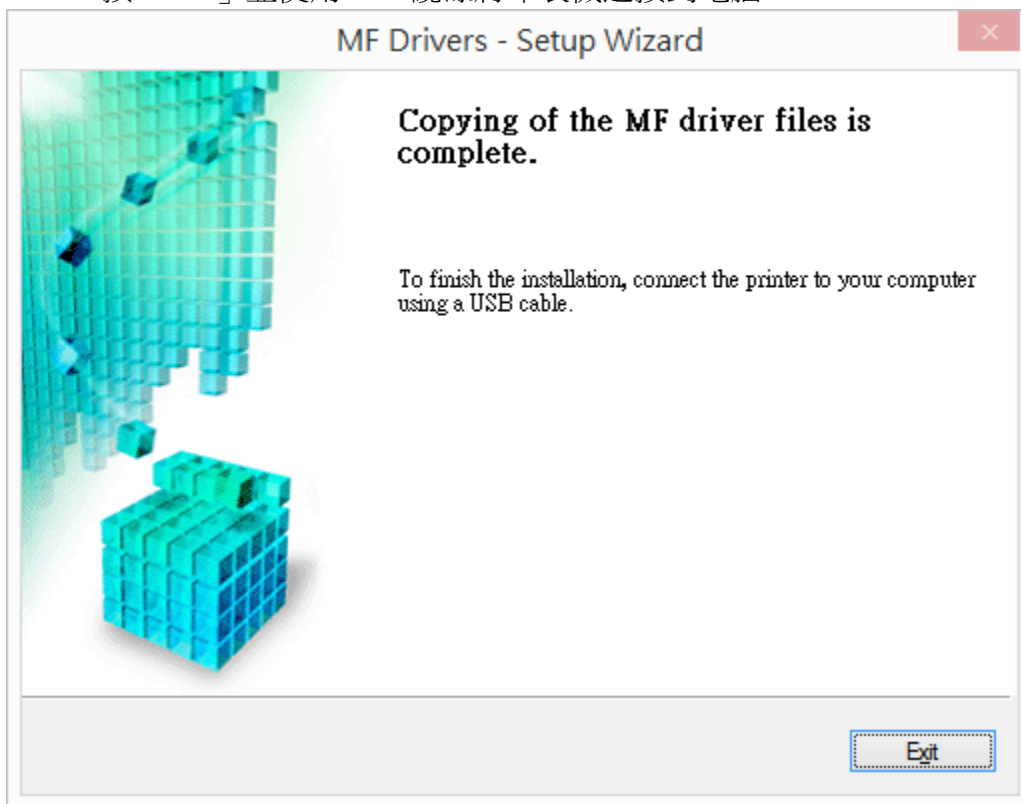 MF Drivers - Setup Wizard
Copying of the MF driver files is
complete.
To finish the installation, connect the printer to your computer
using a USB cable.
Exit